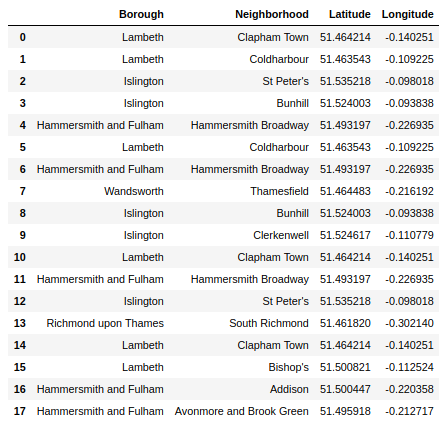 Borough Neighborhood Latitude Longitude
0 Lambeth Clapham Town 51.464214 -0.140251
1 Lambeth Coldharbour 51.463543 -0.109225
2 Islington St Peter's 51.535218 -0.098018
3 Islington Bunhill 51.524003 -0.093838
4 Hammersmith and Fulham Hammersmith Broadway 51.493197 -0.226935
5 Lambeth Coldharbour 51.463543 -0.109225
6 Hammersmith and Fulham Hammersmith Broadway 51.493197 -0.226935
7 Wandsworth Thamesfield 51.464483 -0.216192
8 Islington Bunhill 51.524003 -0.093838
9 Islington Clerkenwell 51.524617 -0.110779
10 Lambeth Clapham Town 51.464214 -0.140251
11 Hammersmith and Fulham Hammersmith Broadway 51.493197 -0.226935
12 Islington St Peter's 51.535218 -0.098018
13 Richmond upon Thames South Richmond 51.461820 -0.302140
14 Lambeth Clapham Town 51.464214 -0.140251
15 Lambeth Bishop's 51.500821 -0.112524
16 Hammersmith and Fulham Addison 51.500447 -0.220358
17 Hammersmith and Fulham Avonmore and Brook Green 51.495918 -0.212717